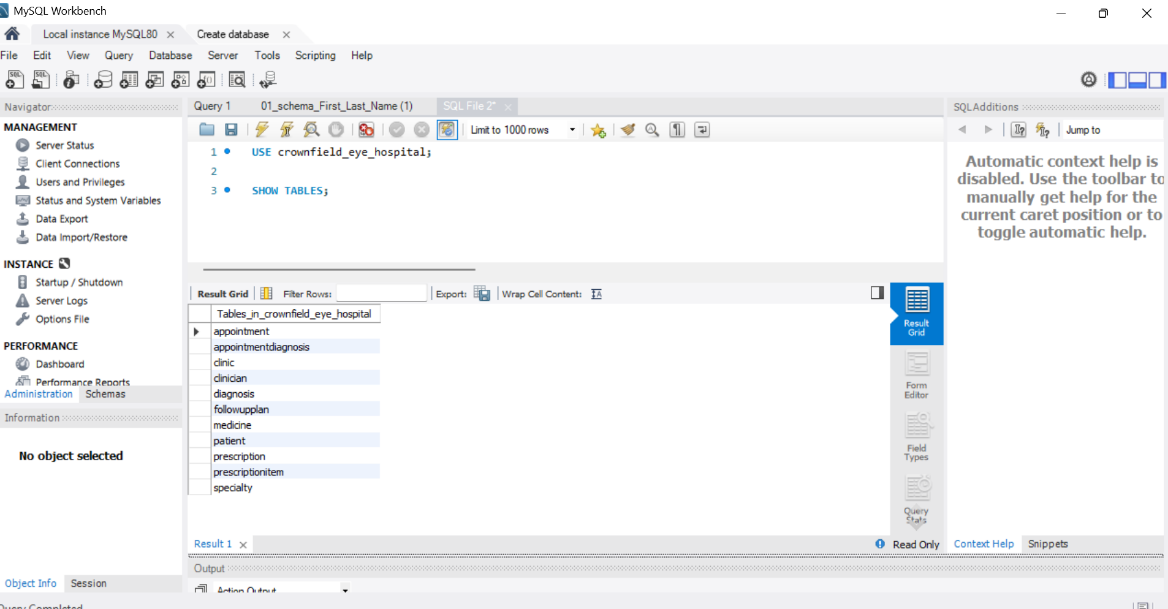 MySQL Workbench
Local instance MySQL80
Create database
File Edit View Query Database Server Tools Scripting Help
Navigator
MANAGEMENT
Server Status
Client Connections
Users and Privileges
Status and System Variables
Data Export
Data Import/Restore
INSTANCE
Startup / Shutdown
Server Logs
Options File
PERFORMANCE
Dashboard
Performance Reports
Administration Schemas
Information
No object selected
Object Info Session
Query Completed
Query 1 01_schema_First_Last_Name (1) SQL File 2*
Limit to 1000 rows
1 USE crownfield_eye_hospital;
2
3 SHOW TABLES;
Result Grid Filter Rows: Export: Wrap Cell Content:
Tables_in_crownfield_eye_hospital
appointment
appointmentdiagnosis
clinic
clinician
diagnosis
followupplan
medicine
patient
prescription
prescriptionitem
specialty
Result Grid
Form Editor
Field Types
Query Stats
Result 1
Read Only
Output
Action Output
SQLAdditions
Jump to
Automatic context help is
disabled. Use the toolbar to
manually get help for the
current caret position or to
toggle automatic help.
Context Help Snippets